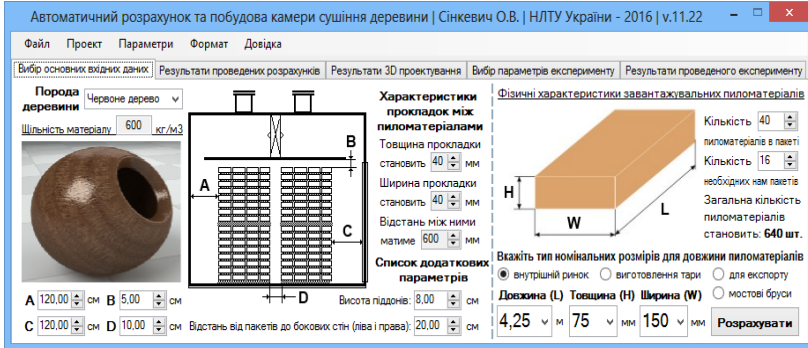 Автоматичний розрахунок та побудова камери сушіння деревини | Сінкевич О.В. | НЛТУ України - 2016 | v.11.22
Файл Проект Параметри Формат Довідка
Вибір основних вхідних даних Результати проведених розрахунків Результати 3D проектування Вибір параметрів експерименту Результати проведеного експерименту
Порода
деревини Червоне дерево
Щільність матеріалу 600 кг/м3
A
B
C
D
A 120,00 см B 5,00 см
C 120,00 см D 10,00 см
Характеристики
прокладок між
пиломатеріалами
Товщина прокладки
становить 40 мм
Ширина прокладки
становить 40 мм
Відстань між ними
матиме 600 мм
Список додаткових
параметрів
Висота піддонів: 8,00 см
Відстань від пакетів до бокових стін (ліва і права): 20,00 см
Фізичні характеристики завантажувальних пиломатеріалів
H
W
L
Кількість 40
пиломатеріалів в пакеті
Кількість 16
необхідних нам пакетів
Загальна кількість
пиломатеріалів
становить: 640 шт.
Вкажіть тип номінальних розмірів для довжини пиломатеріалів
внутрішній ринок виготовлення тари для експорту
мостові бруси
Довжина (L) Товщина (H) Ширина (W)
4,25 м 75 мм 150 мм Розрахувати